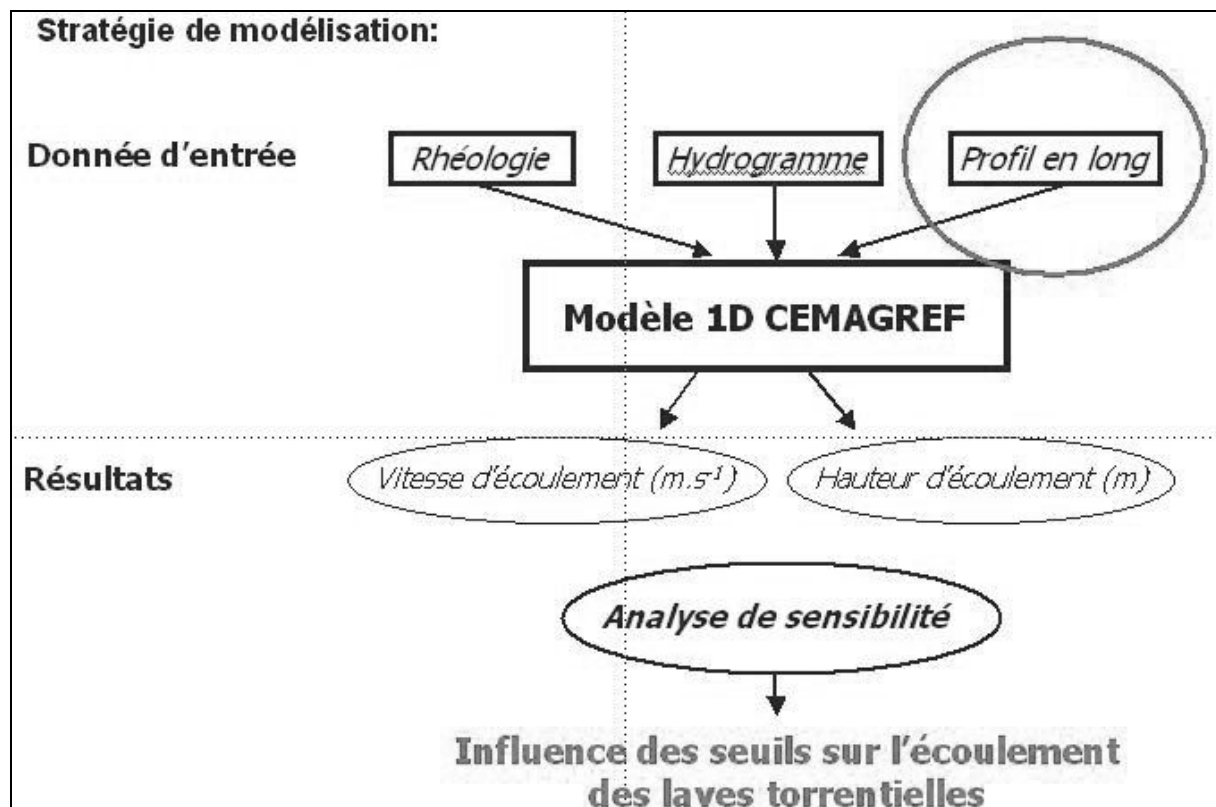 Stratégie de modélisation:
Donnée d'entrée
Rhéologie
Hydrogramme
Profil en long
Modèle 1D CEMAGREF
Résultats
Vitesse d'écoulement (m.s⁻¹)
Hauteur d'écoulement (m)
Analyse de sensibilité
Influence des seuils sur l'écoulement
des laves torrentielles